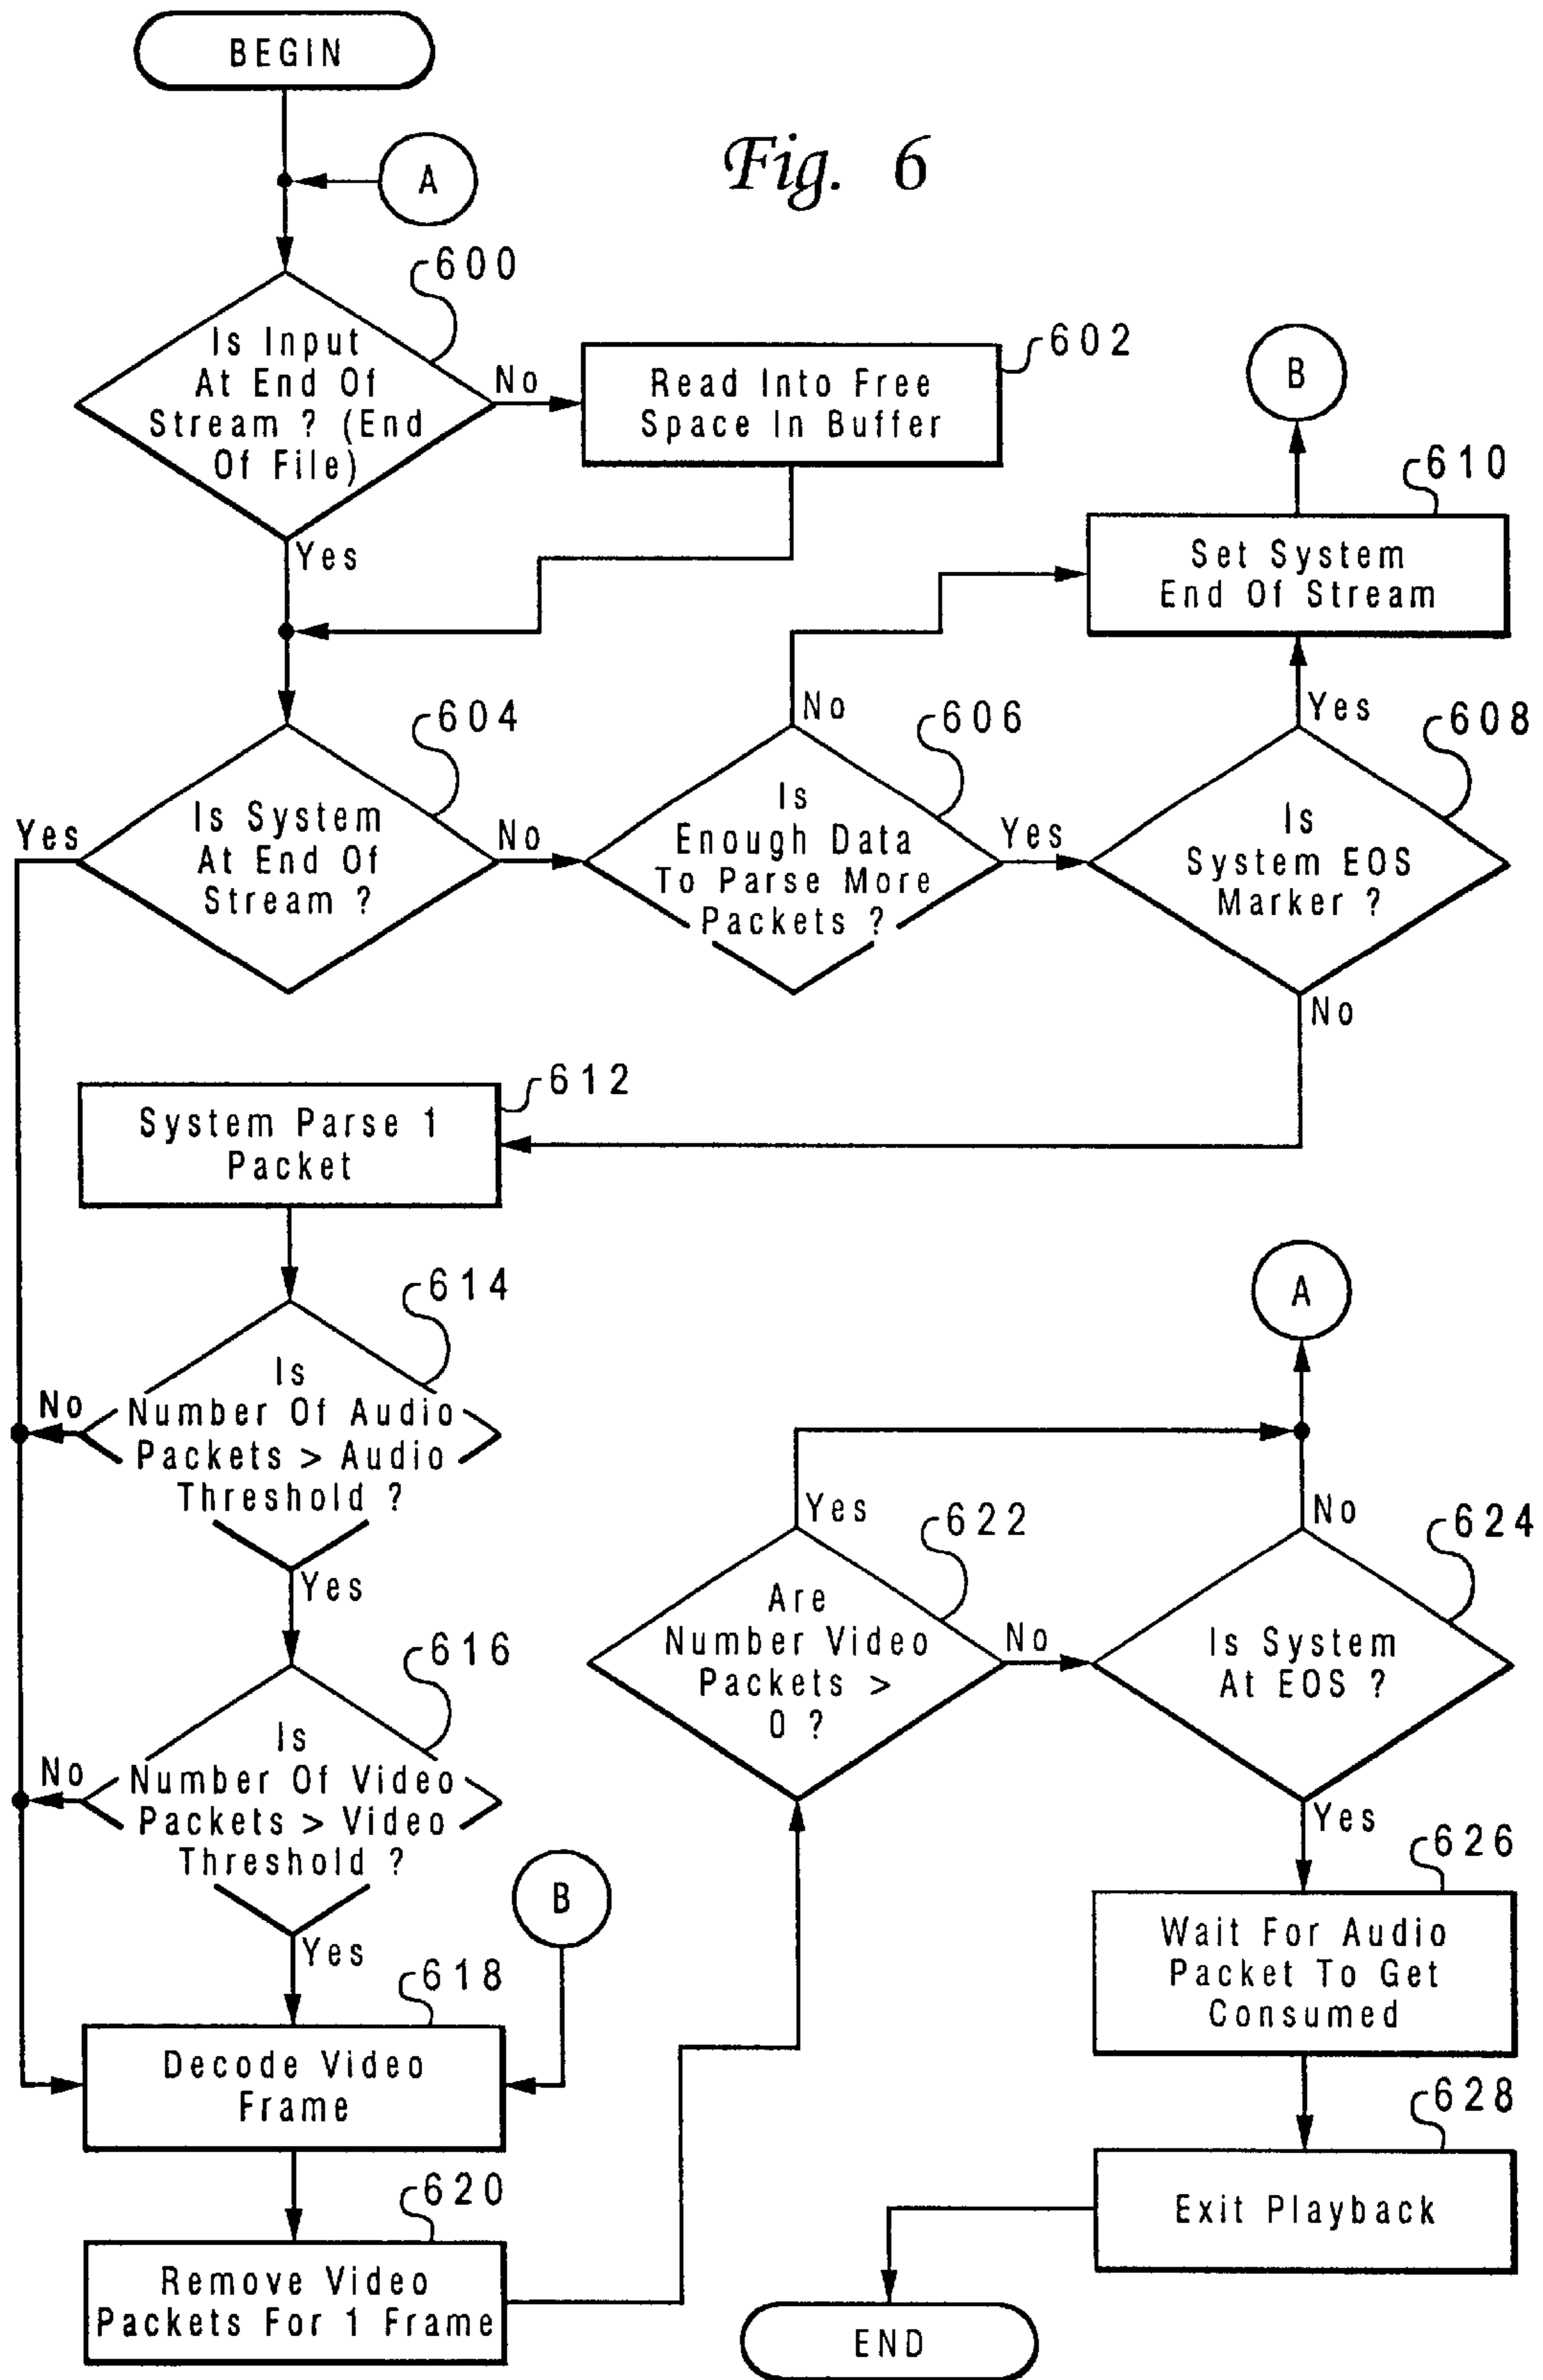 BEGIN
A
Fig. 6
600
Is Input
At End Of
Stream ? (End
Of File)
No
Yes
602
Read Into Free
Space In Buffer
B
610
Set System
End Of Stream
604
Is System
At End Of
Stream ?
Yes
No
606
Is
Enough Data
To Parse More
Packets ?
No
Yes
608
Is
System EOS
Marker ?
Yes
No
612
System Parse 1
Packet
614
Is
Number Of Audio
Packets > Audio
Threshold ?
No
Yes
616
Is
Number Of Video
Packets > Video
Threshold ?
No
Yes
B
618
Decode Video
Frame
620
Remove Video
Packets For 1 Frame
A
622
Are
Number Video
Packets >
0 ?
Yes
No
624
Is System
At EOS ?
No
Yes
626
Wait For Audio
Packet To Get
Consumed
628
Exit Playback
END